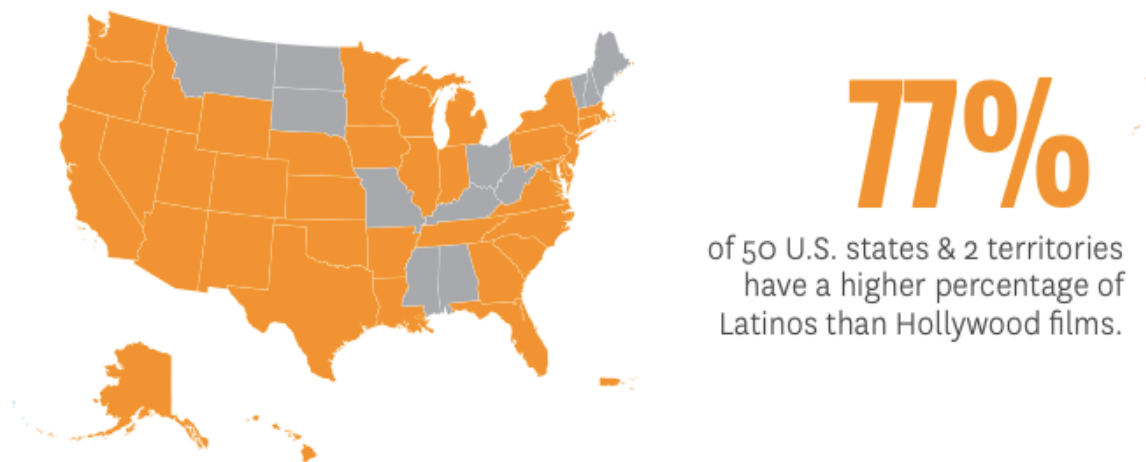 77%
of 50 U.S. states & 2 territories
have a higher percentage of
Latinos than Hollywood films.